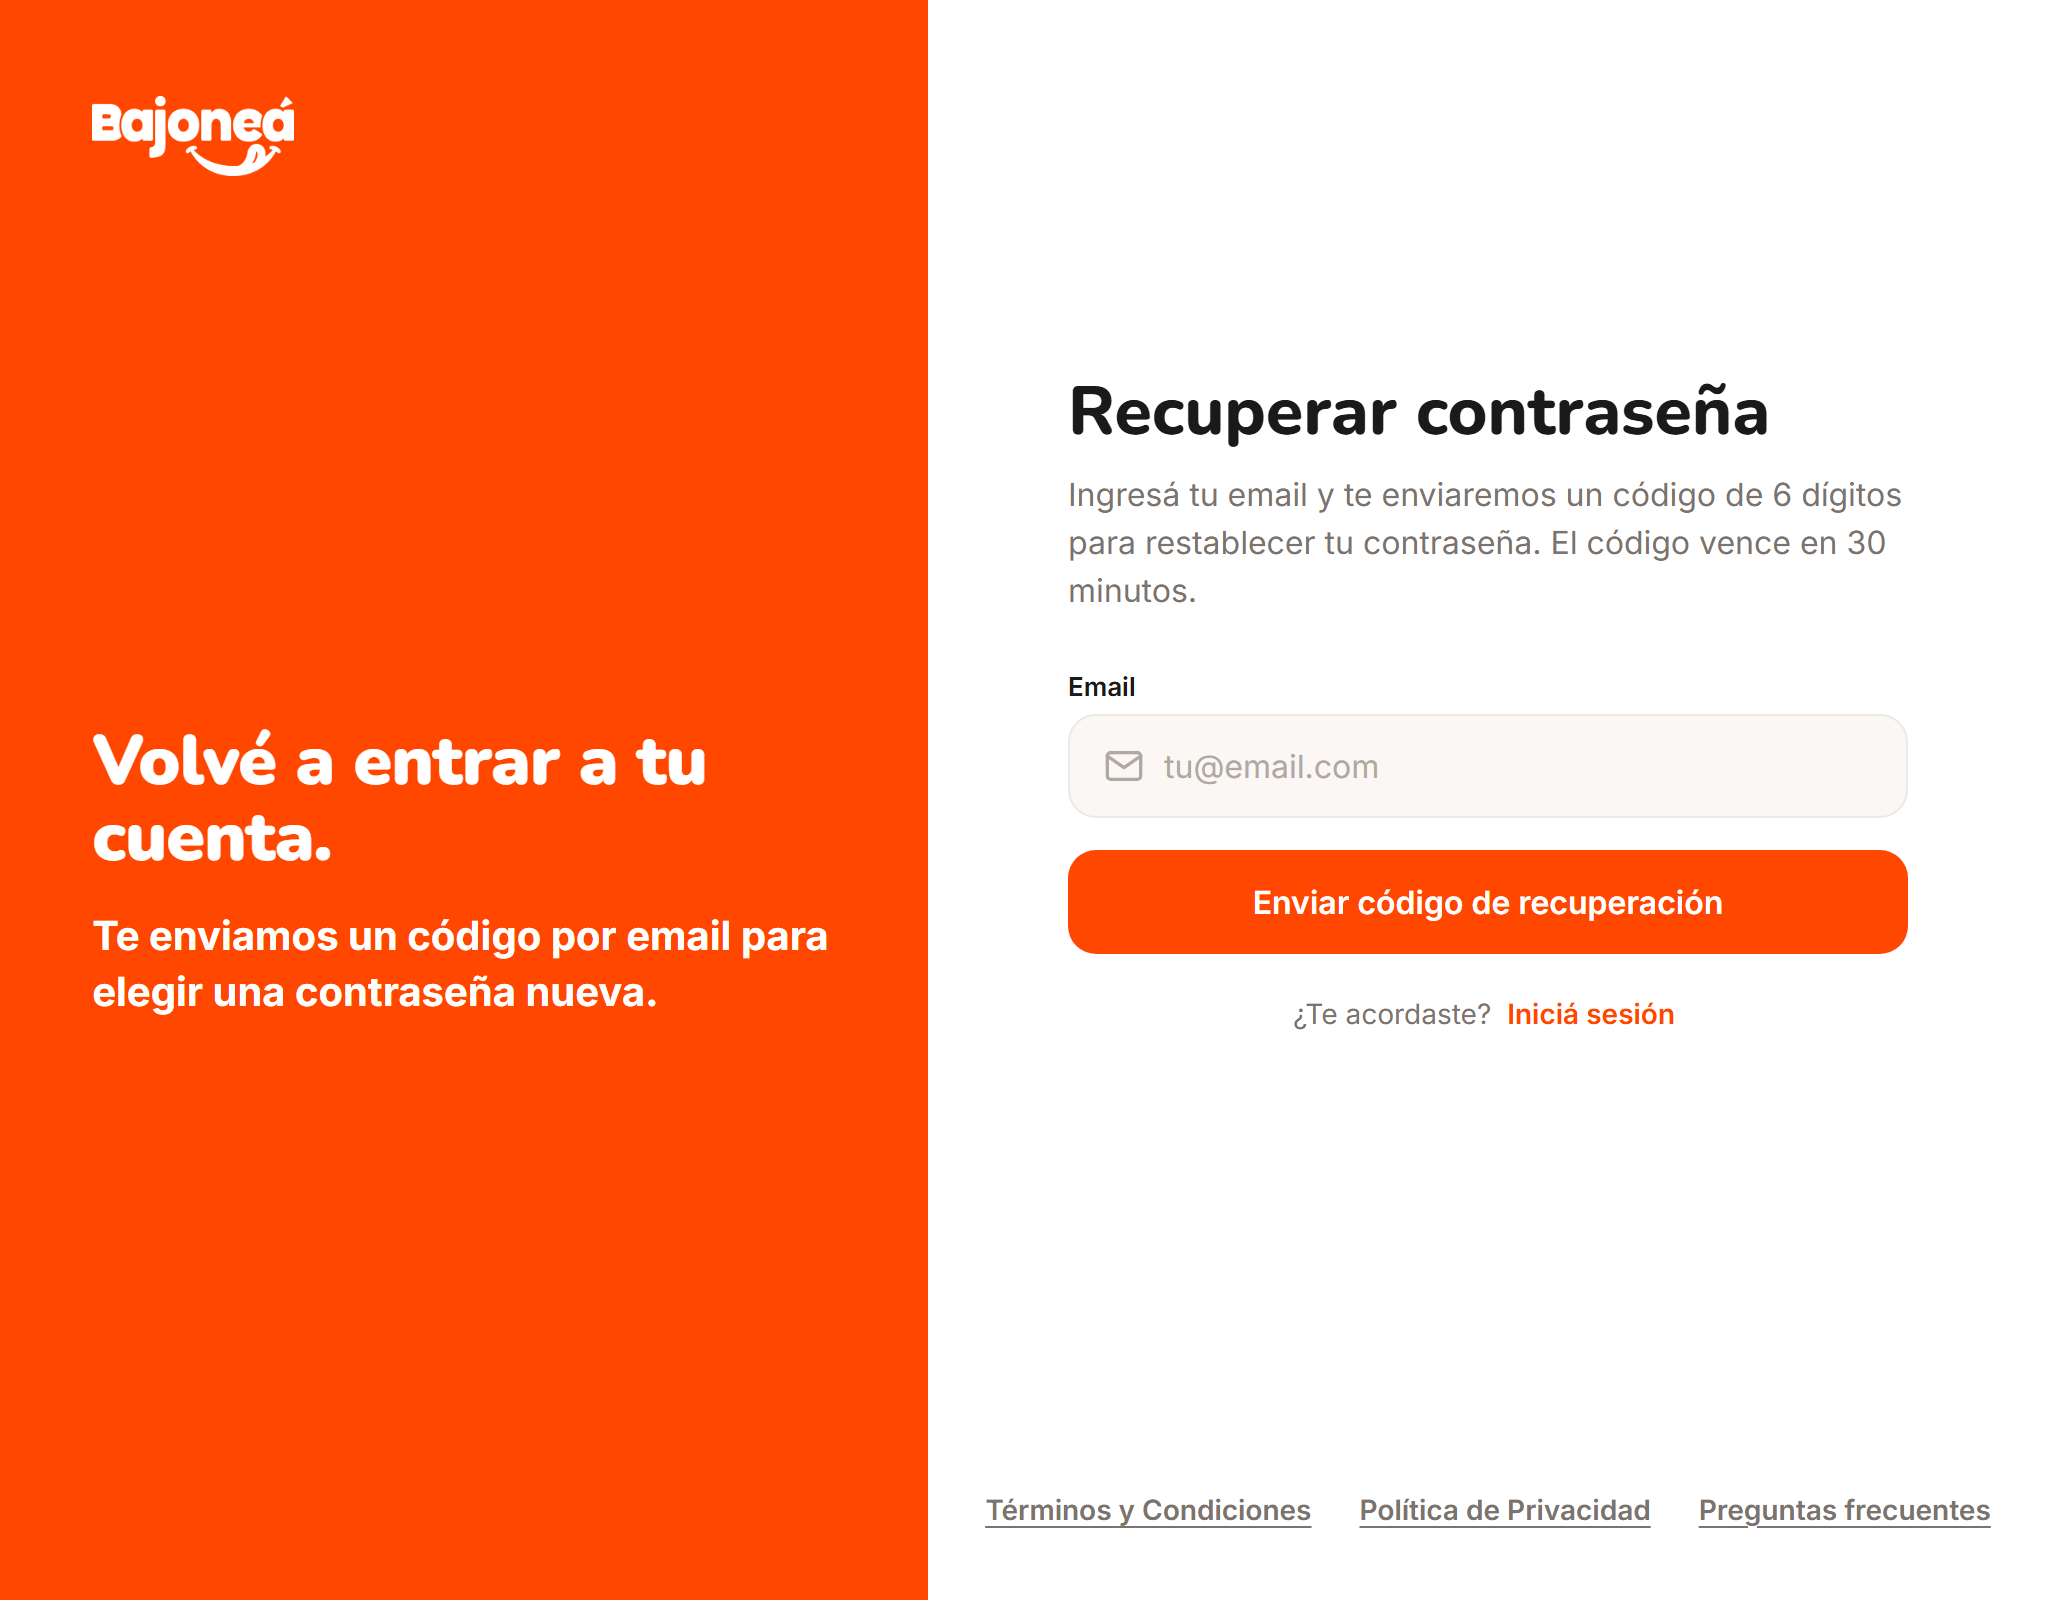 Bajoneá
Volvé a entrar a tu
cuenta.
Te enviamos un código por email para
elegir una contraseña nueva.
Recuperar contraseña
Ingresá tu email y te enviaremos un código de 6 dígitos
para restablecer tu contraseña. El código vence en 30
minutos.
Email
tu@email.com
Enviar código de recuperación
¿Te acordaste? Iniciá sesión
Términos y Condiciones Política de Privacidad Preguntas frecuentes